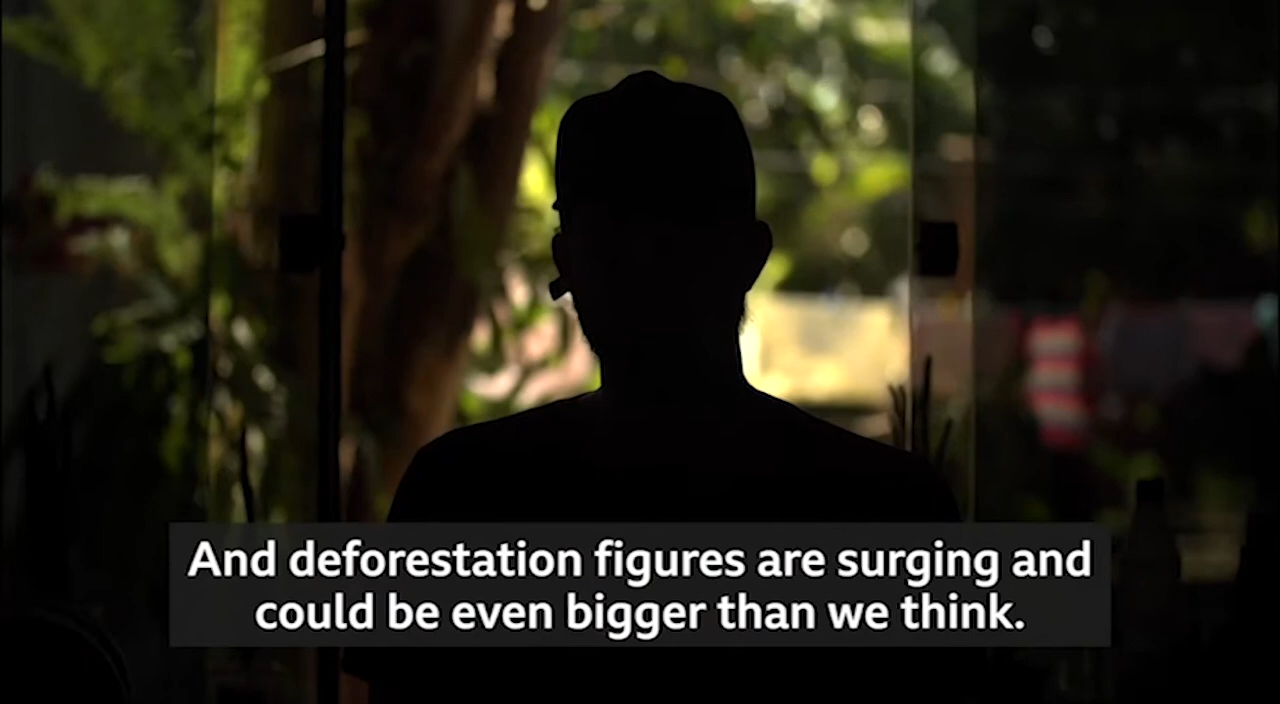 And deforestation figures are surging and
could be even bigger than we think.